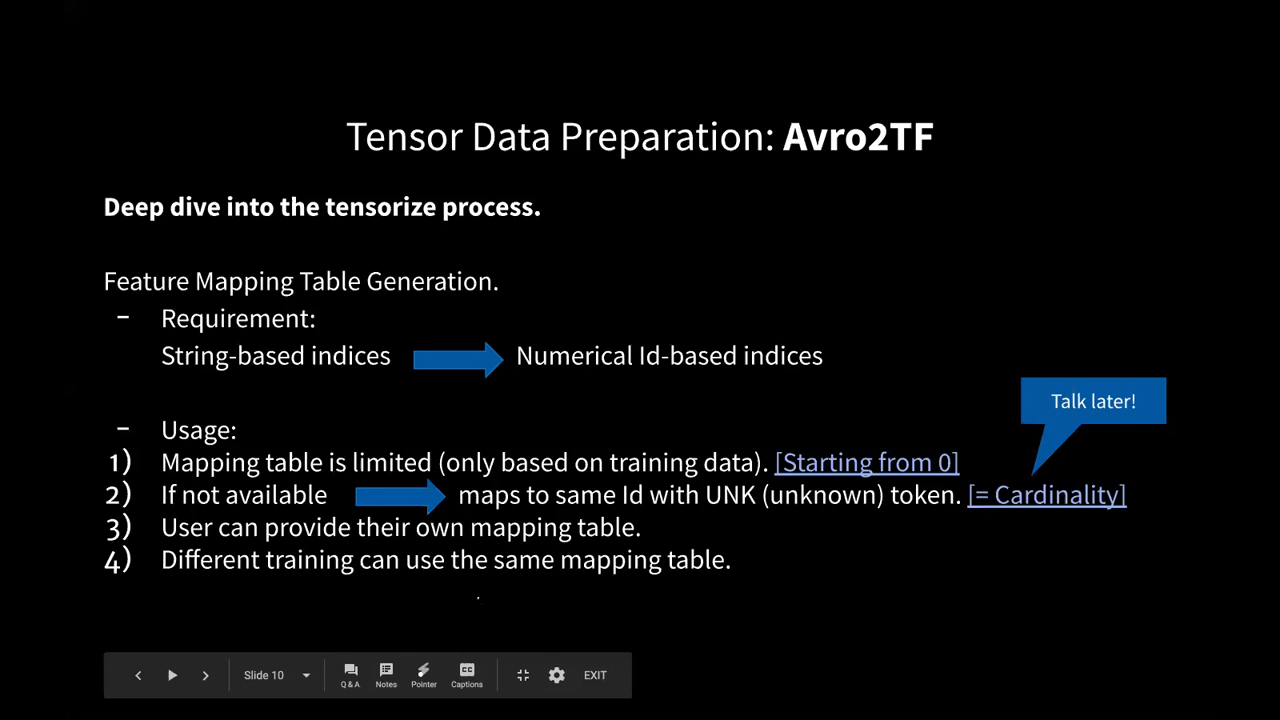 Tensor Data Preparation: Avro2TF
Deep dive into the tensorize process.
Feature Mapping Table Generation.
- Requirement:
String-based indices Numerical Id-based indices
Talk later!
- Usage:
1) Mapping table is limited (only based on training data). [Starting from 0]
2) If not available maps to same Id with UNK (unknown) token. [= Cardinality]
3) User can provide their own mapping table.
4) Different training can use the same mapping table.
Slide 10 Q & A Notes Pointer CC Captions EXIT